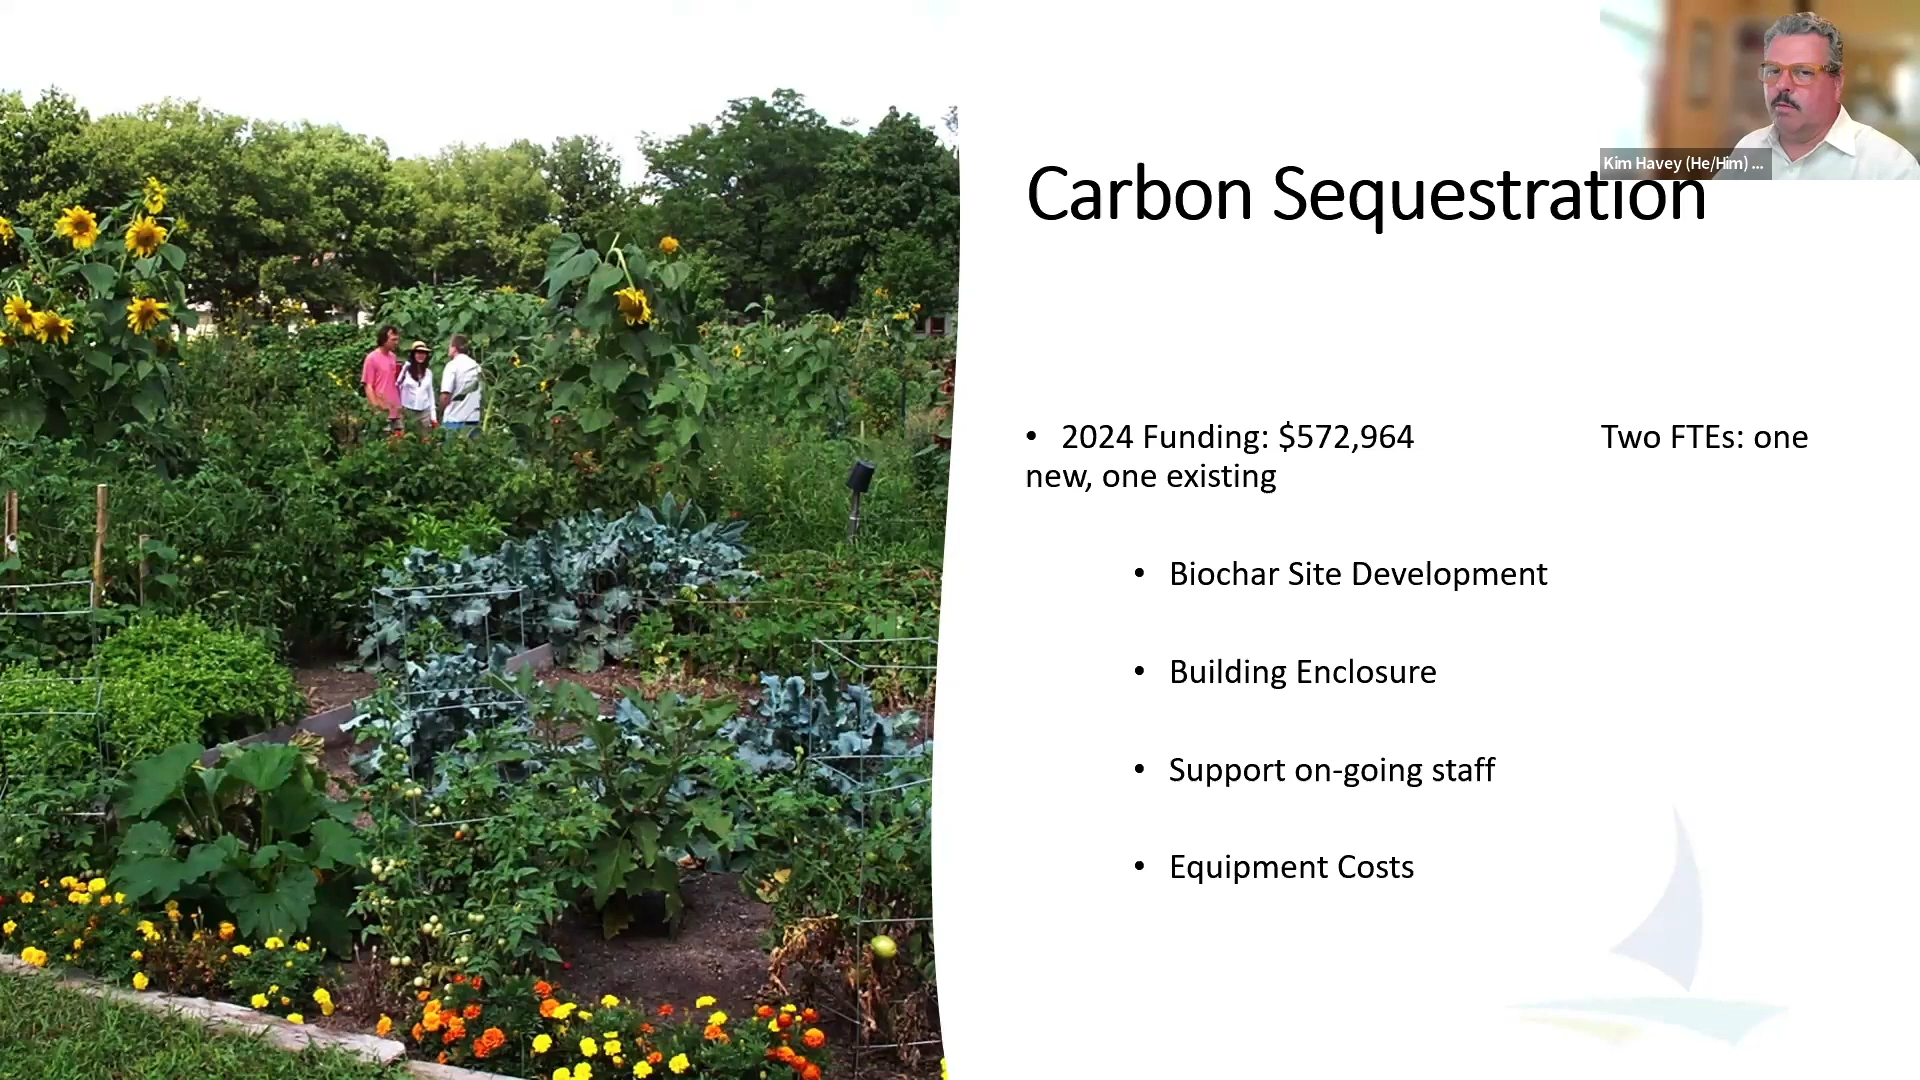 Kim Havey (He/Him) ...
Carbon Sequestration
• 2024 Funding: $572,964 Two FTEs: one
new, one existing
• Biochar Site Development
• Building Enclosure
• Support on-going staff
• Equipment Costs